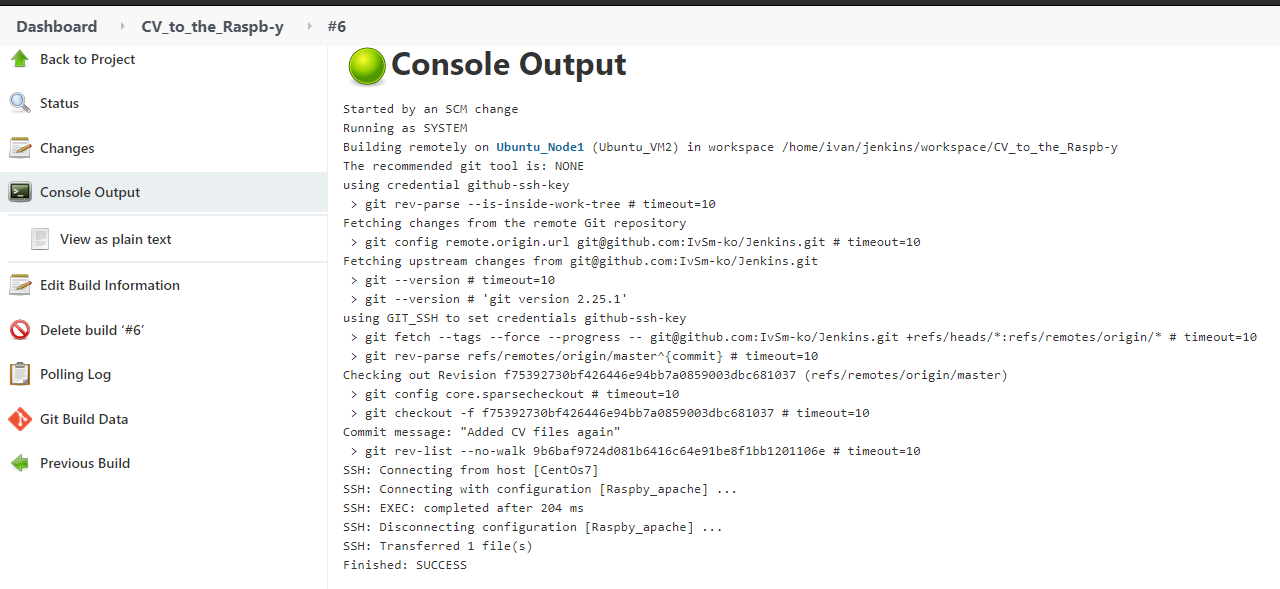 Dashboard CV_to_the_Raspb-y #6
Back to Project
Status
Changes
Console Output
View as plain text
Edit Build Information
Delete build ‘#6’
Polling Log
Git Build Data
Previous Build
Console Output
Started by an SCM change
Running as SYSTEM
Building remotely on Ubuntu_Node1 (Ubuntu_VM2) in workspace /home/ivan/jenkins/workspace/CV_to_the_Raspb-y
The recommended git tool is: NONE
using credential github-ssh-key
> git rev-parse --is-inside-work-tree # timeout=10
Fetching changes from the remote Git repository
> git config remote.origin.url git@github.com:IvSm-ko/Jenkins.git # timeout=10
Fetching upstream changes from git@github.com:IvSm-ko/Jenkins.git
> git --version # timeout=10
> git --version # 'git version 2.25.1'
using GIT_SSH to set credentials github-ssh-key
> git fetch --tags --force --progress -- git@github.com:IvSm-ko/Jenkins.git +refs/heads/*:refs/remotes/origin/* # timeout=10
> git rev-parse refs/remotes/origin/master^{commit} # timeout=10
Checking out Revision f75392730bf426446e94bb7a0859003dbc681037 (refs/remotes/origin/master)
> git config core.sparsecheckout # timeout=10
> git checkout -f f75392730bf426446e94bb7a0859003dbc681037 # timeout=10
Commit message: "Added CV files again"
> git rev-list --no-walk 9b6baf9724d081b6416c64e91be8f1bb1201106e # timeout=10
SSH: Connecting from host [CentOs7]
SSH: Connecting with configuration [Raspby_apache] ...
SSH: EXEC: completed after 204 ms
SSH: Disconnecting configuration [Raspby_apache] ...
SSH: Transferred 1 file(s)
Finished: SUCCESS